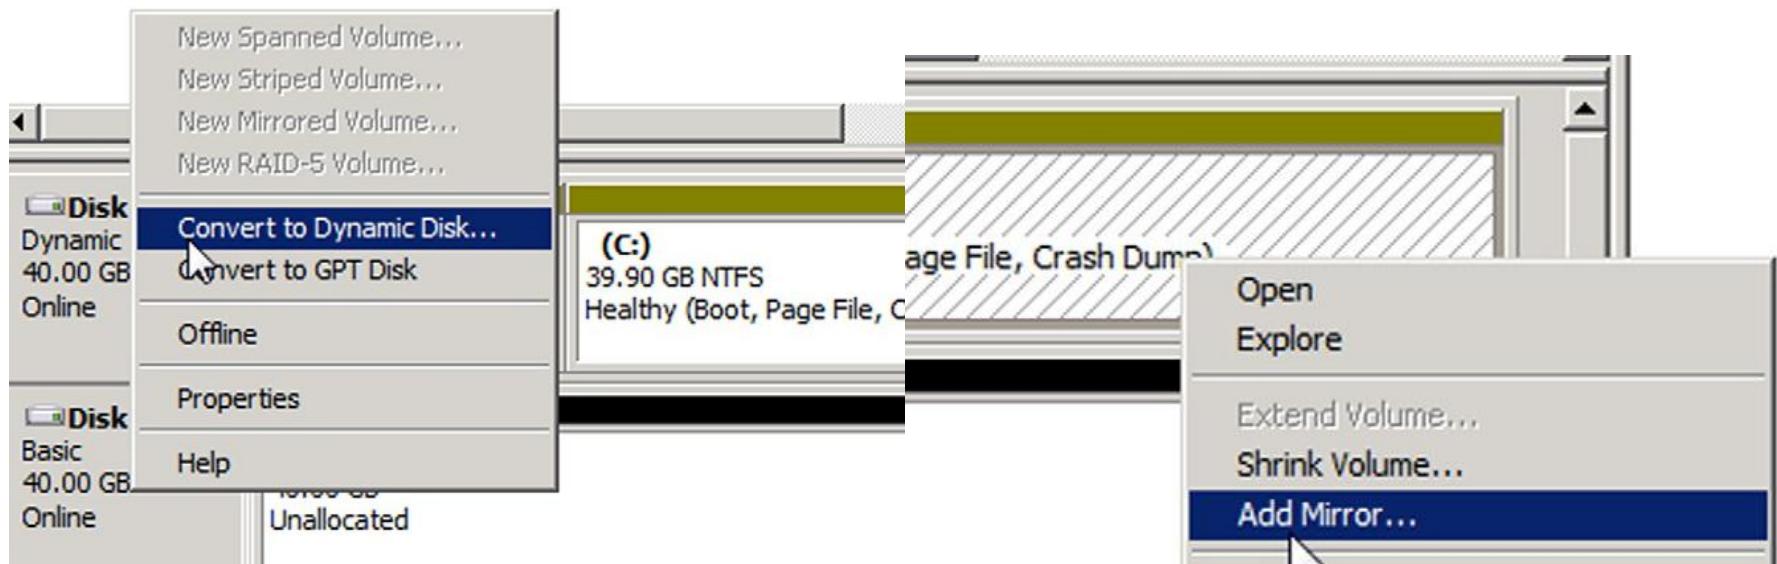 New Spanned Volume...
New Striped Volume...
New Mirrored Volume...
New RAID-5 Volume...
Convert to Dynamic Disk...
Convert to GPT Disk
Offline
Properties
Help
Disk
Dynamic
40.00 GB
Online
(C:)
39.90 GB NTFS
Healthy (Boot, Page File, C
Disk
Basic
40.00 GB
Online
Unallocated
age File, Crash Dump)
Open
Explore
Extend Volume...
Shrink Volume...
Add Mirror...